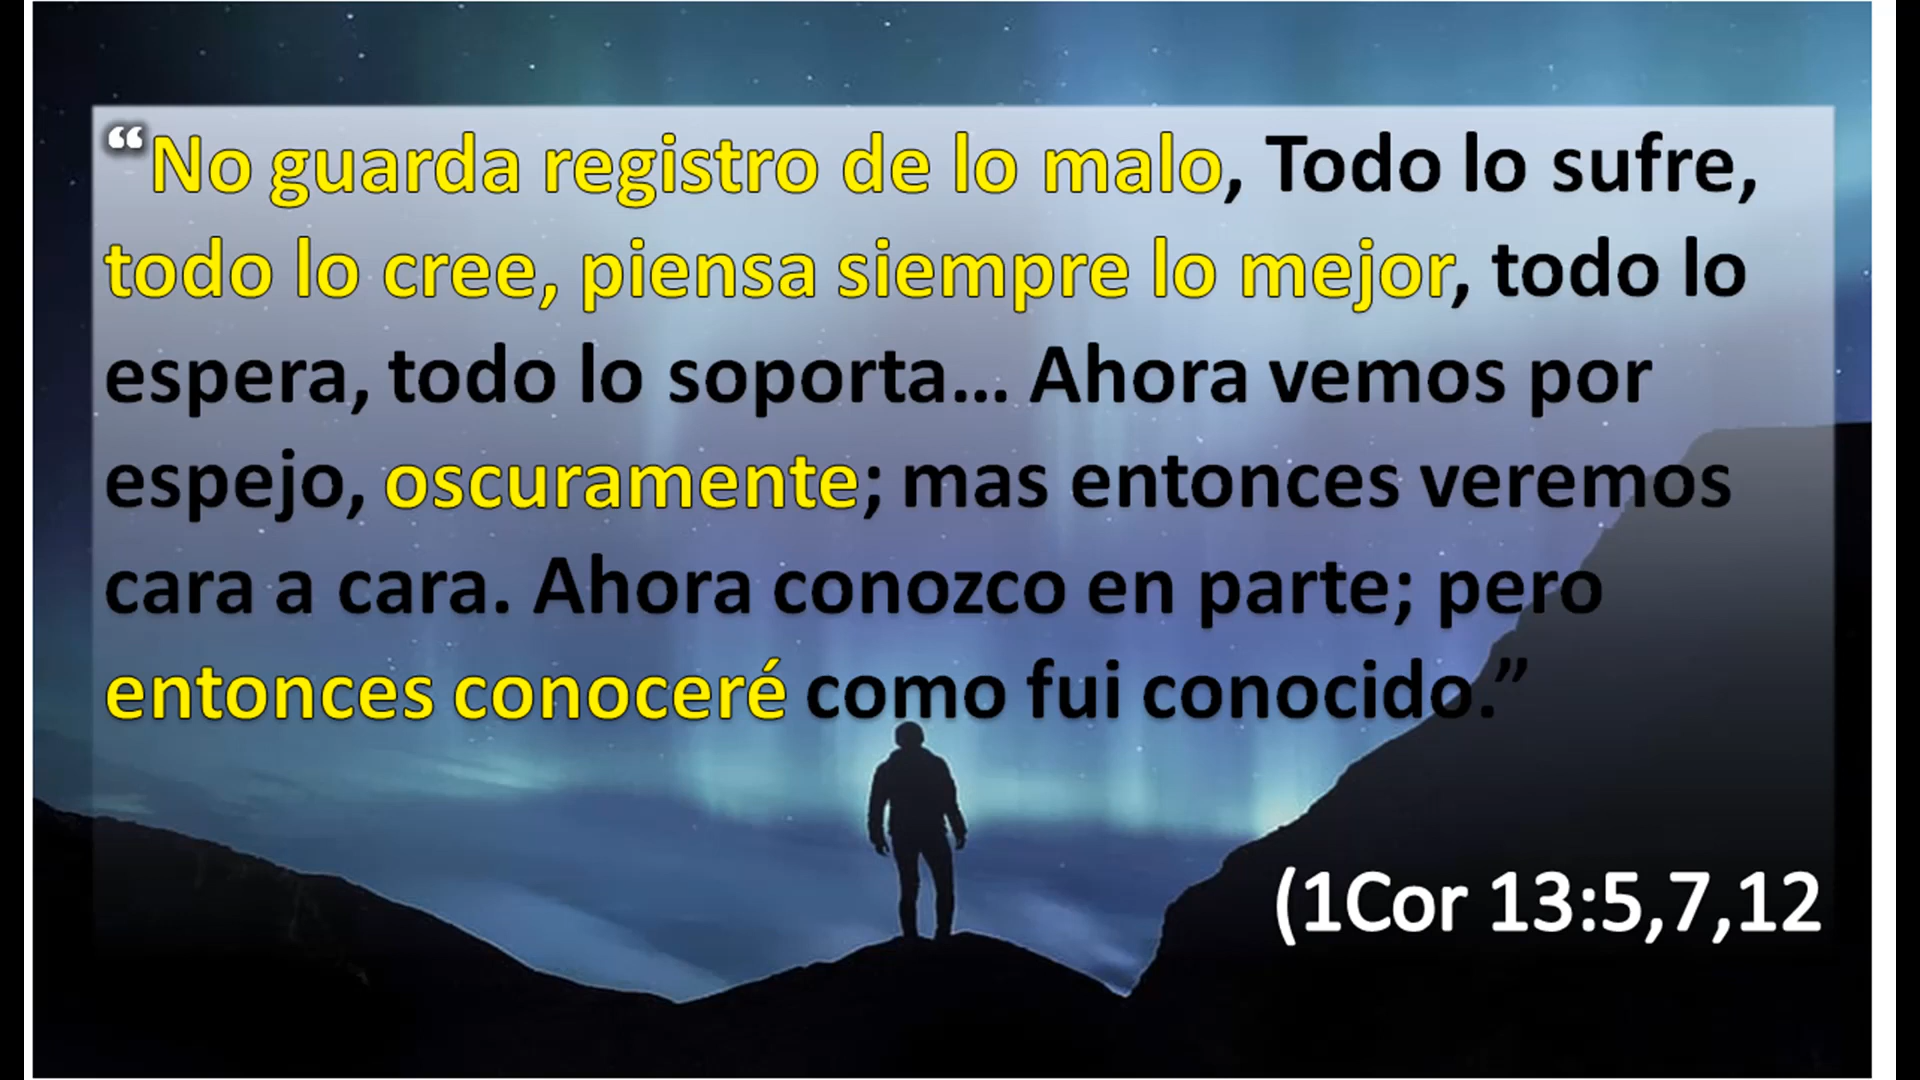 “No guarda registro de lo malo, Todo lo sufre,
todo lo cree, piensa siempre lo mejor, todo lo
espera, todo lo soporta... Ahora vemos por
espejo, oscuramente; mas entonces veremos
cara a cara. Ahora conozco en parte; pero
entonces conoceré como fui conocido.”
(1Cor 13:5,7,12